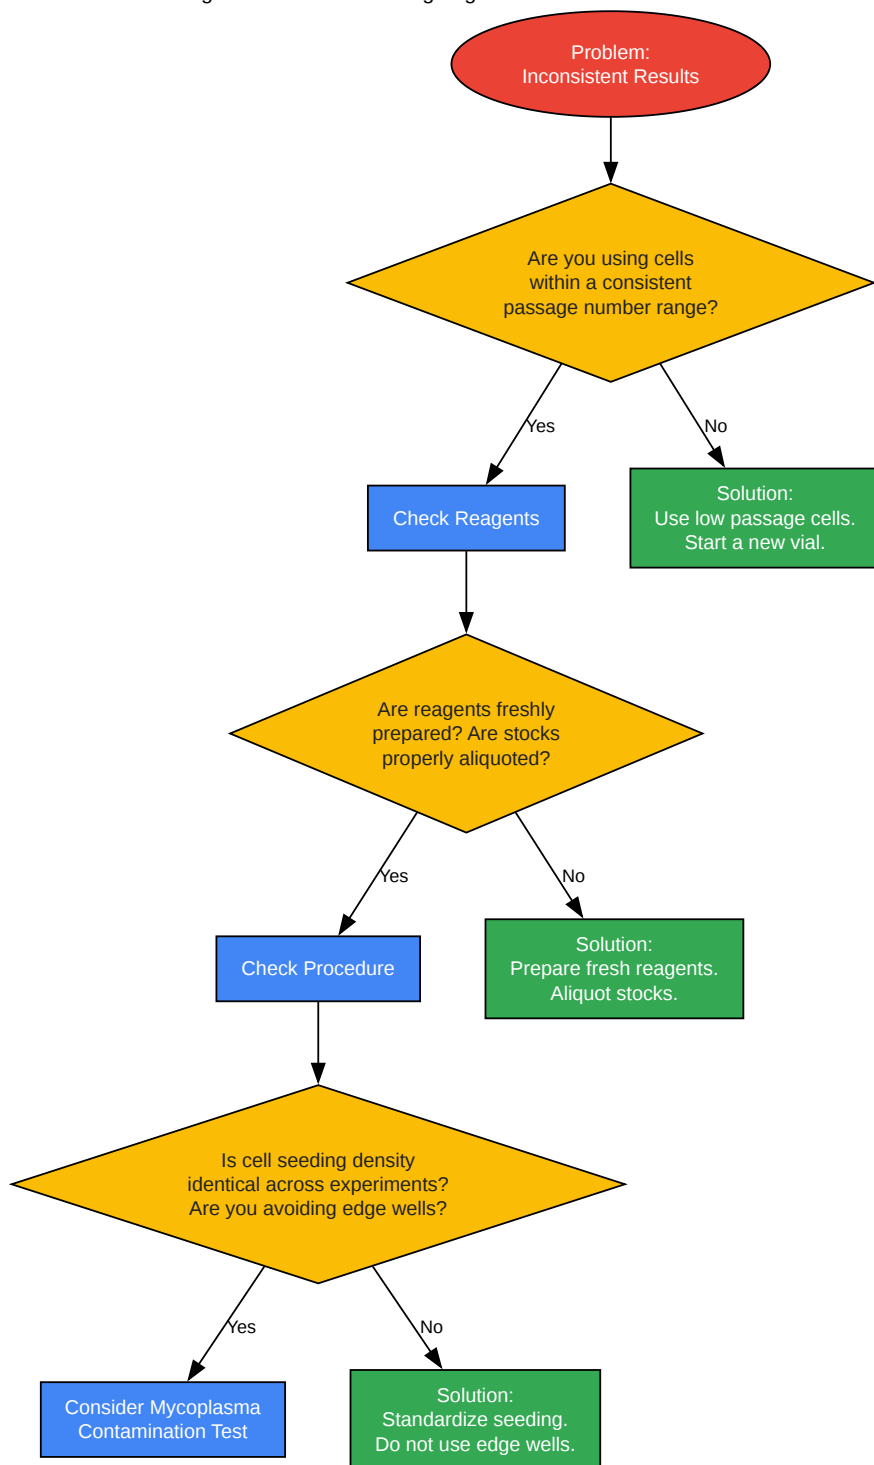 Problem:
Inconsistent Results
Are you using cells
within a consistent
passage number range?
Yes
No
Check Reagents
Solution:
Use low passage cells.
Start a new vial.
Are reagents freshly
prepared? Are stocks
properly aliquoted?
Yes
No
Check Procedure
Solution:
Prepare fresh reagents.
Aliquot stocks.
Is cell seeding density
identical across experiments?
Are you avoiding edge wells?
Yes
No
Consider Mycoplasma
Contamination Test
Solution:
Standardize seeding.
Do not use edge wells.